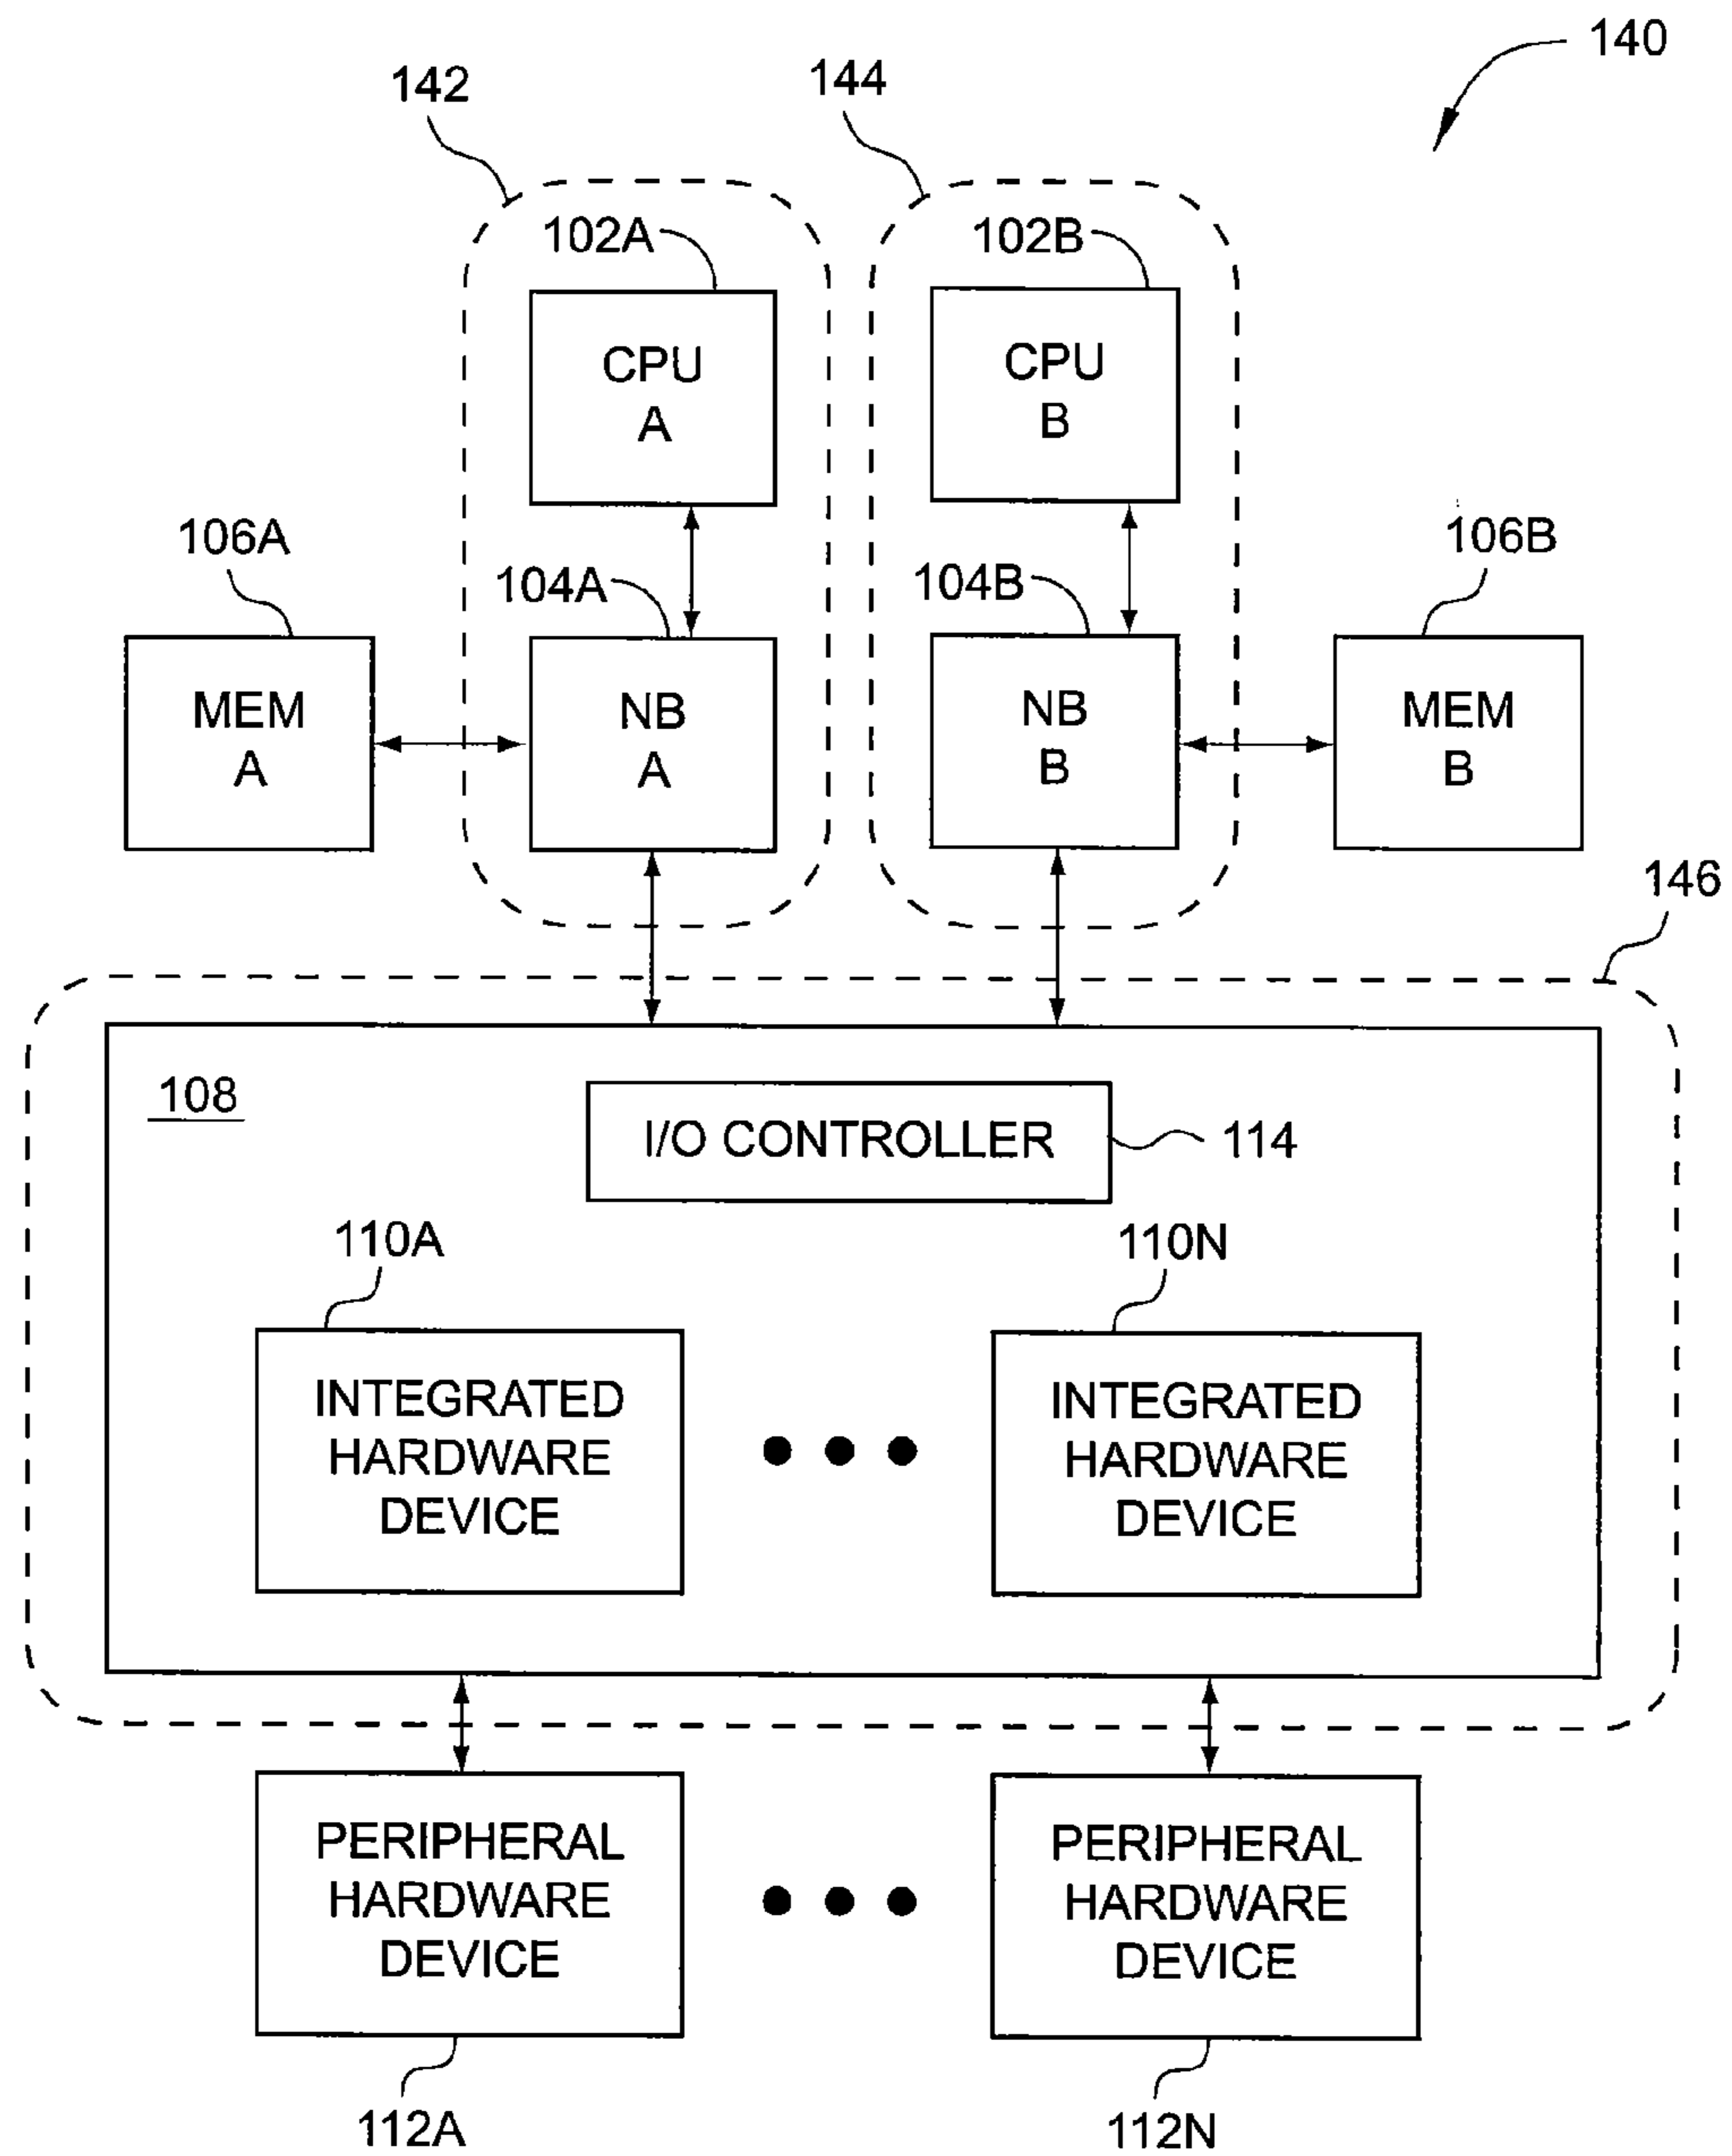 140
142
144
102A
102B
CPU
A
CPU
B
106A
106B
104A
104B
MEM
A
NB
A
NB
B
MEM
B
146
108
I/O CONTROLLER
114
110A
110N
INTEGRATED
HARDWARE
DEVICE
INTEGRATED
HARDWARE
DEVICE
PERIPHERAL
HARDWARE
DEVICE
PERIPHERAL
HARDWARE
DEVICE
112A
112N